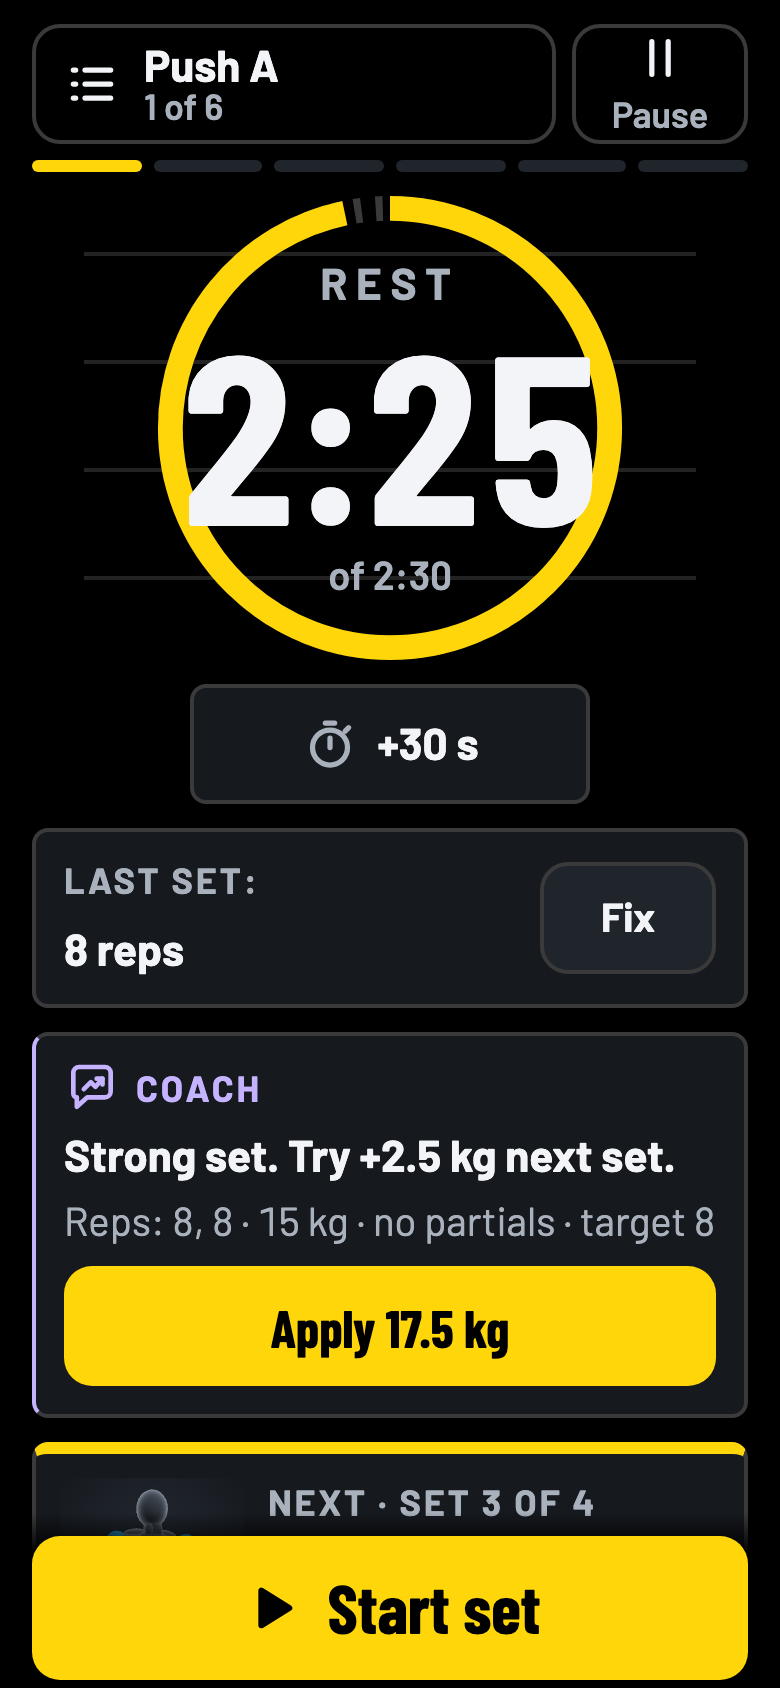 Push A
1 of 6
Pause
REST
2:25
of 2:30
+30 s
LAST SET:
8 reps
Fix
COACH
Strong set. Try +2.5 kg next set.
Reps: 8, 8 · 15 kg · no partials · target 8
Apply 17.5 kg
NEXT · SET 3 OF 4
Start set